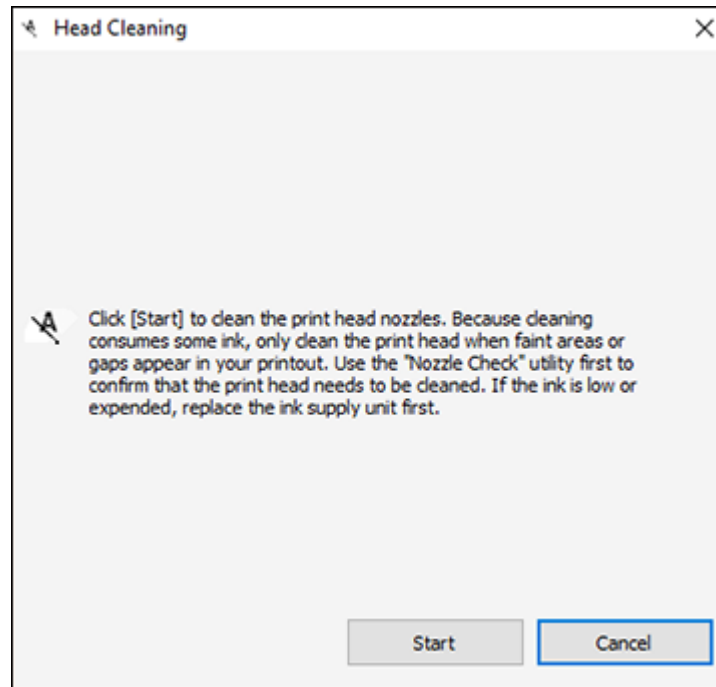 Head Cleaning
Click [Start] to clean the print head nozzles. Because cleaning
consumes some ink, only clean the print head when faint areas or
gaps appear in your printout. Use the "Nozzle Check" utility first to
confirm that the print head needs to be cleaned. If the ink is low or
expended, replace the ink supply unit first.
Start
Cancel